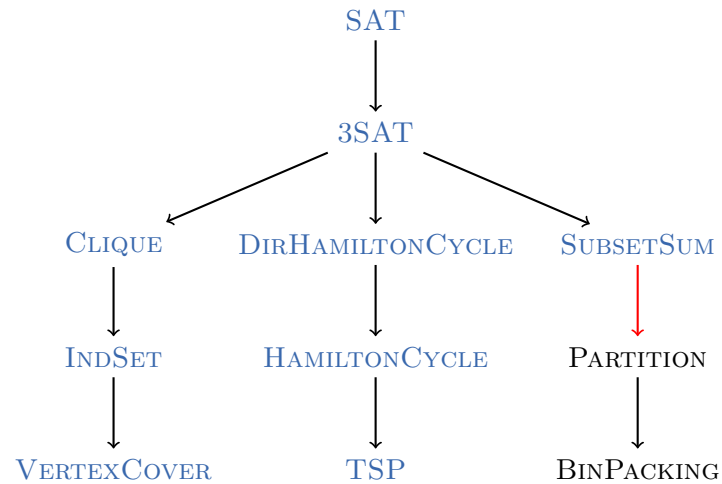 SAT
3SAT
CLIQUE DIRHAMILTONCYCLE SUBSETSUM
INDSET HAMILTONCYCLE PARTITION
VERTEXCOVER TSP BINPACKING